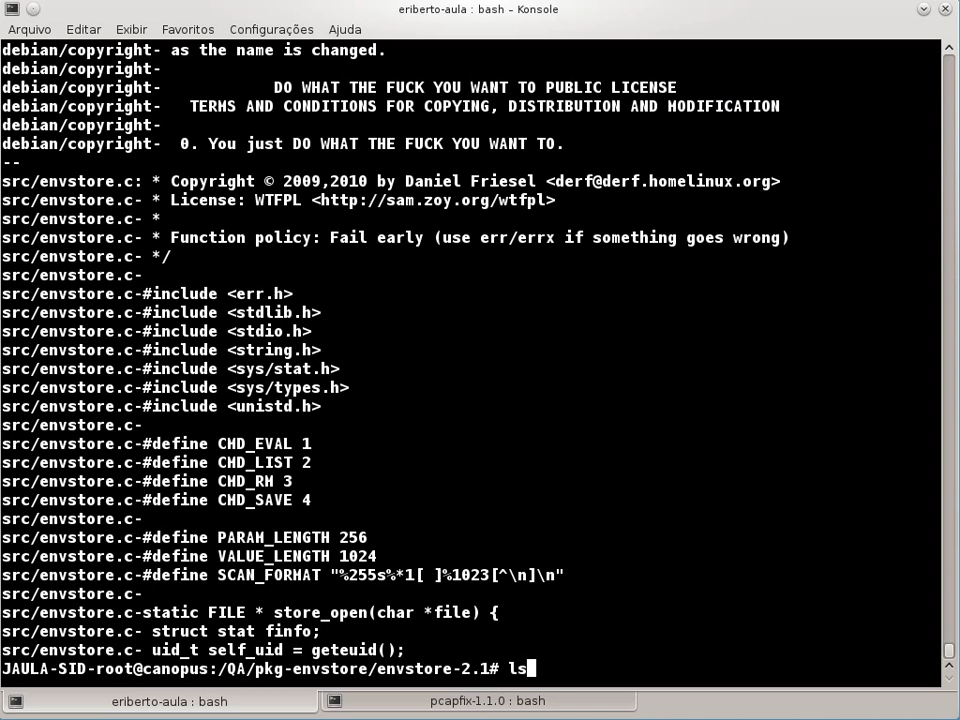 eriberto-aula : bash – Konsole
Arquivo Editar Exibir Favoritos Configurações Ajuda
debian/copyright- as the name is changed.
debian/copyright-
debian/copyright-            DO WHAT THE FUCK YOU WANT TO PUBLIC LICENSE
debian/copyright-   TERMS AND CONDITIONS FOR COPYING, DISTRIBUTION AND MODIFICATION
debian/copyright-
debian/copyright-  0. You just DO WHAT THE FUCK YOU WANT TO.
--
src/envstore.c: * Copyright © 2009,2010 by Daniel Friesel <derf@derf.homelinux.org>
src/envstore.c- * License: WTFPL <http://sam.zoy.org/wtfpl>
src/envstore.c- *
src/envstore.c- * Function policy: Fail early (use err/errx if something goes wrong)
src/envstore.c- */
src/envstore.c-
src/envstore.c-#include <err.h>
src/envstore.c-#include <stdlib.h>
src/envstore.c-#include <stdio.h>
src/envstore.c-#include <string.h>
src/envstore.c-#include <sys/stat.h>
src/envstore.c-#include <sys/types.h>
src/envstore.c-#include <unistd.h>
src/envstore.c-
src/envstore.c-#define CMD_EVAL 1
src/envstore.c-#define CMD_LIST 2
src/envstore.c-#define CMD_RM 3
src/envstore.c-#define CMD_SAVE 4
src/envstore.c-
src/envstore.c-#define PARAM_LENGTH 256
src/envstore.c-#define VALUE_LENGTH 1024
src/envstore.c-#define SCAN_FORMAT "%255s%*1[ ]%1023[^\n]\n"
src/envstore.c-
src/envstore.c-static FILE * store_open(char *file) {
src/envstore.c- struct stat finfo;
src/envstore.c- uid_t self_uid = geteuid();
JAULA-SID-root@canopus:/QA/pkg-envstore/envstore-2.1# ls
eriberto-aula : bash
pcapfix-1.1.0 : bash